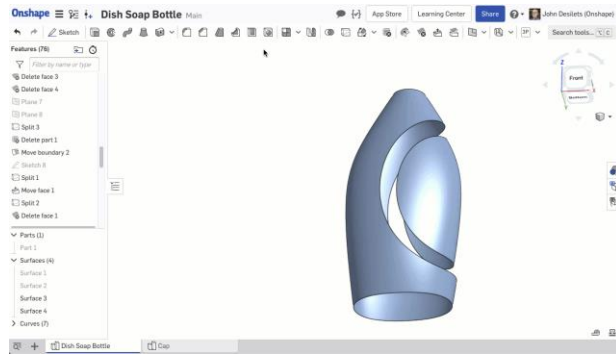 Onshape Dish Soap Bottle Main App Store Learning Center Share John Desilets (Onshape)
Sketch Search tools...
Features (76)
Filter by name or type
Delete face 3
Delete face 4
Plane 7
Plane 8
Split 3
Delete part 1
Move boundary 2
Sketch 8
Split 1
Move face 1
Split 2
Delete face 1
Parts (1)
Part 1
Surfaces (4)
Surface 1
Surface 2
Surface 3
Surface 4
Curves (7)
Z
Front
Dish Soap Bottle Cap